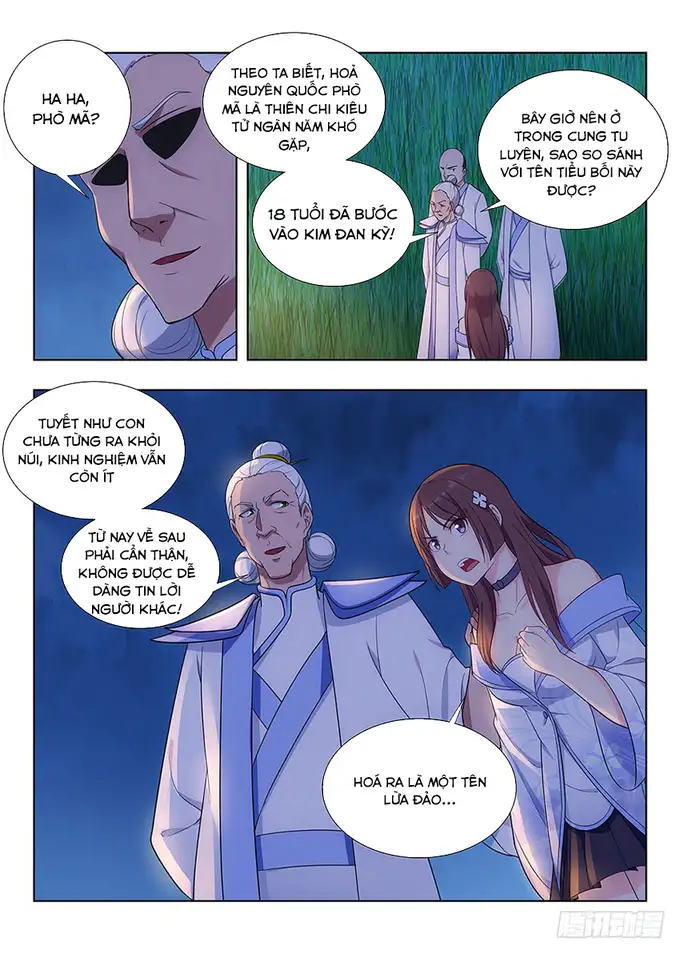 HA HA,
PHÒ MÃ?
THEO TA BIẾT, HOẢ
NGUYÊN QUỐC PHÒ
MÃ LÀ THIÊN CHI KIÊU
TỬ NGÀN NĂM KHÓ
GẶP,
18 TUỔI ĐÃ BƯỚC
VÀO KIM ĐAN KỲ!
BÂY GIỜ NÊN Ở
TRONG CUNG TU
LUYỆN, SAO SO SÁNH
VỚI TÊN TIỂU BỐI NÀY
ĐƯỢC?
TUYẾT NHƯ CON
CHƯA TỪNG RA KHỎI
NÚI, KINH NGHIỆM VẪN
CÒN ÍT
TỪ NAY VỀ SAU
PHẢI CẨN THẬN,
KHÔNG ĐƯỢC DỄ
DÀNG TIN LỜI
NGƯỜI KHÁC!
HOÁ RA LÀ MỘT TÊN
LỪA ĐẢO...
腾讯动漫